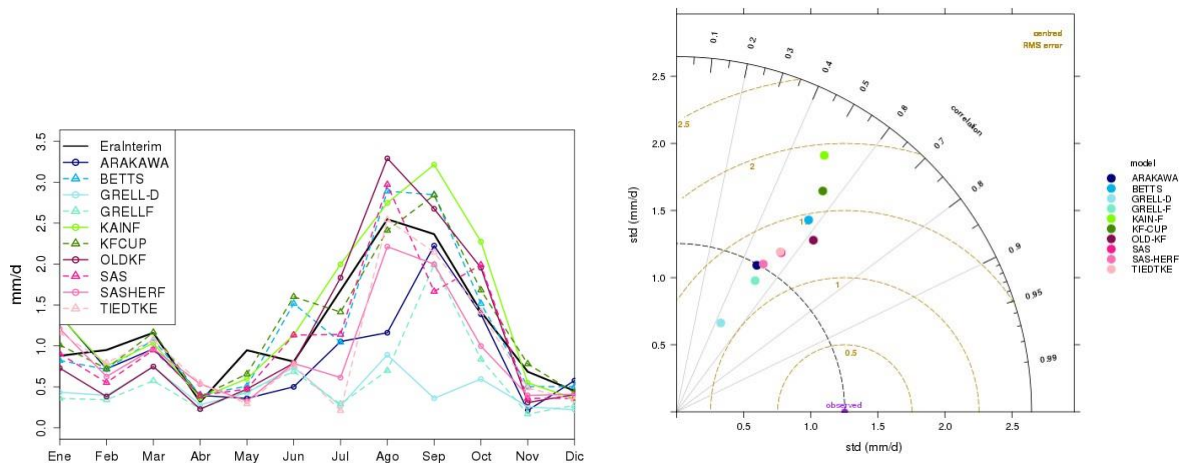 mm/d
3.5
3.0
2.5
2.0
1.5
1.0
0.5
0.0
EraInterim
ARAKAWA
BETTS
GRELL-D
GRELLF
KAINF
KFCUP
OLDKF
SAS
SASHERF
TIEDTKE
Ene Feb Mar Abr May Jun Jul Ago Sep Oct Nov Dic
std (mm/d)
2.5
2.0
1.5
1.0
0.5
0.1 0.2 0.3 0.4 0.5 0.6 0.7 0.8 0.9 0.95 0.99
correlation
centred
RMS error
2.5
2
1
1
0.5
observed
0.5 1.0 1.5 2.0 2.5
std (mm/d)
model
ARAKAWA
BETTS
GRELL-D
GRELL-F
KAIN-F
KF-CUP
OLD-KF
SAS
SAS-HERF
TIEDTKE